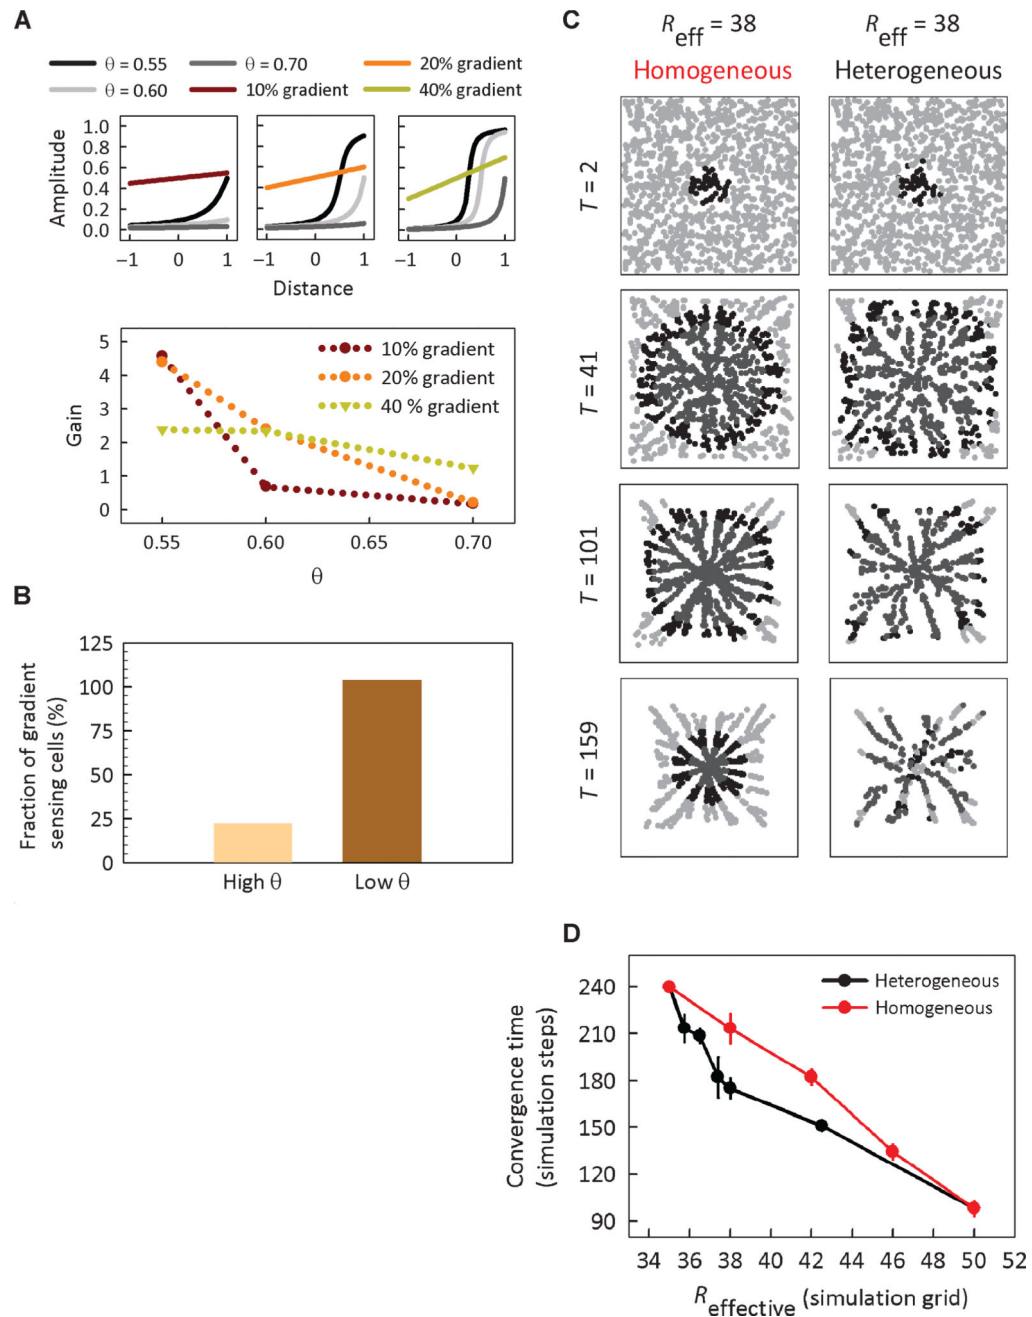 A
θ = 0.55
θ = 0.70
20% gradient
θ = 0.60
10% gradient
40% gradient
Amplitude
1.0
0.8
0.6
0.4
0.2
0.0
−1 0 1
−1 0 1
−1 0 1
Distance
Gain
5
4
3
2
1
0
10% gradient
20% gradient
40 % gradient
0.55 0.60 0.65 0.70
θ
B
Fraction of gradient
sensing cells (%)
125
100
75
50
25
0
High θ Low θ
C
Reff = 38
Homogeneous
Reff = 38
Heterogeneous
T = 2
T = 41
T = 101
T = 159
D
Convergence time
(simulation steps)
240
210
180
150
120
90
Heterogeneous
Homogeneous
34 36 38 40 42 44 46 48 50 52
Reffective (simulation grid)